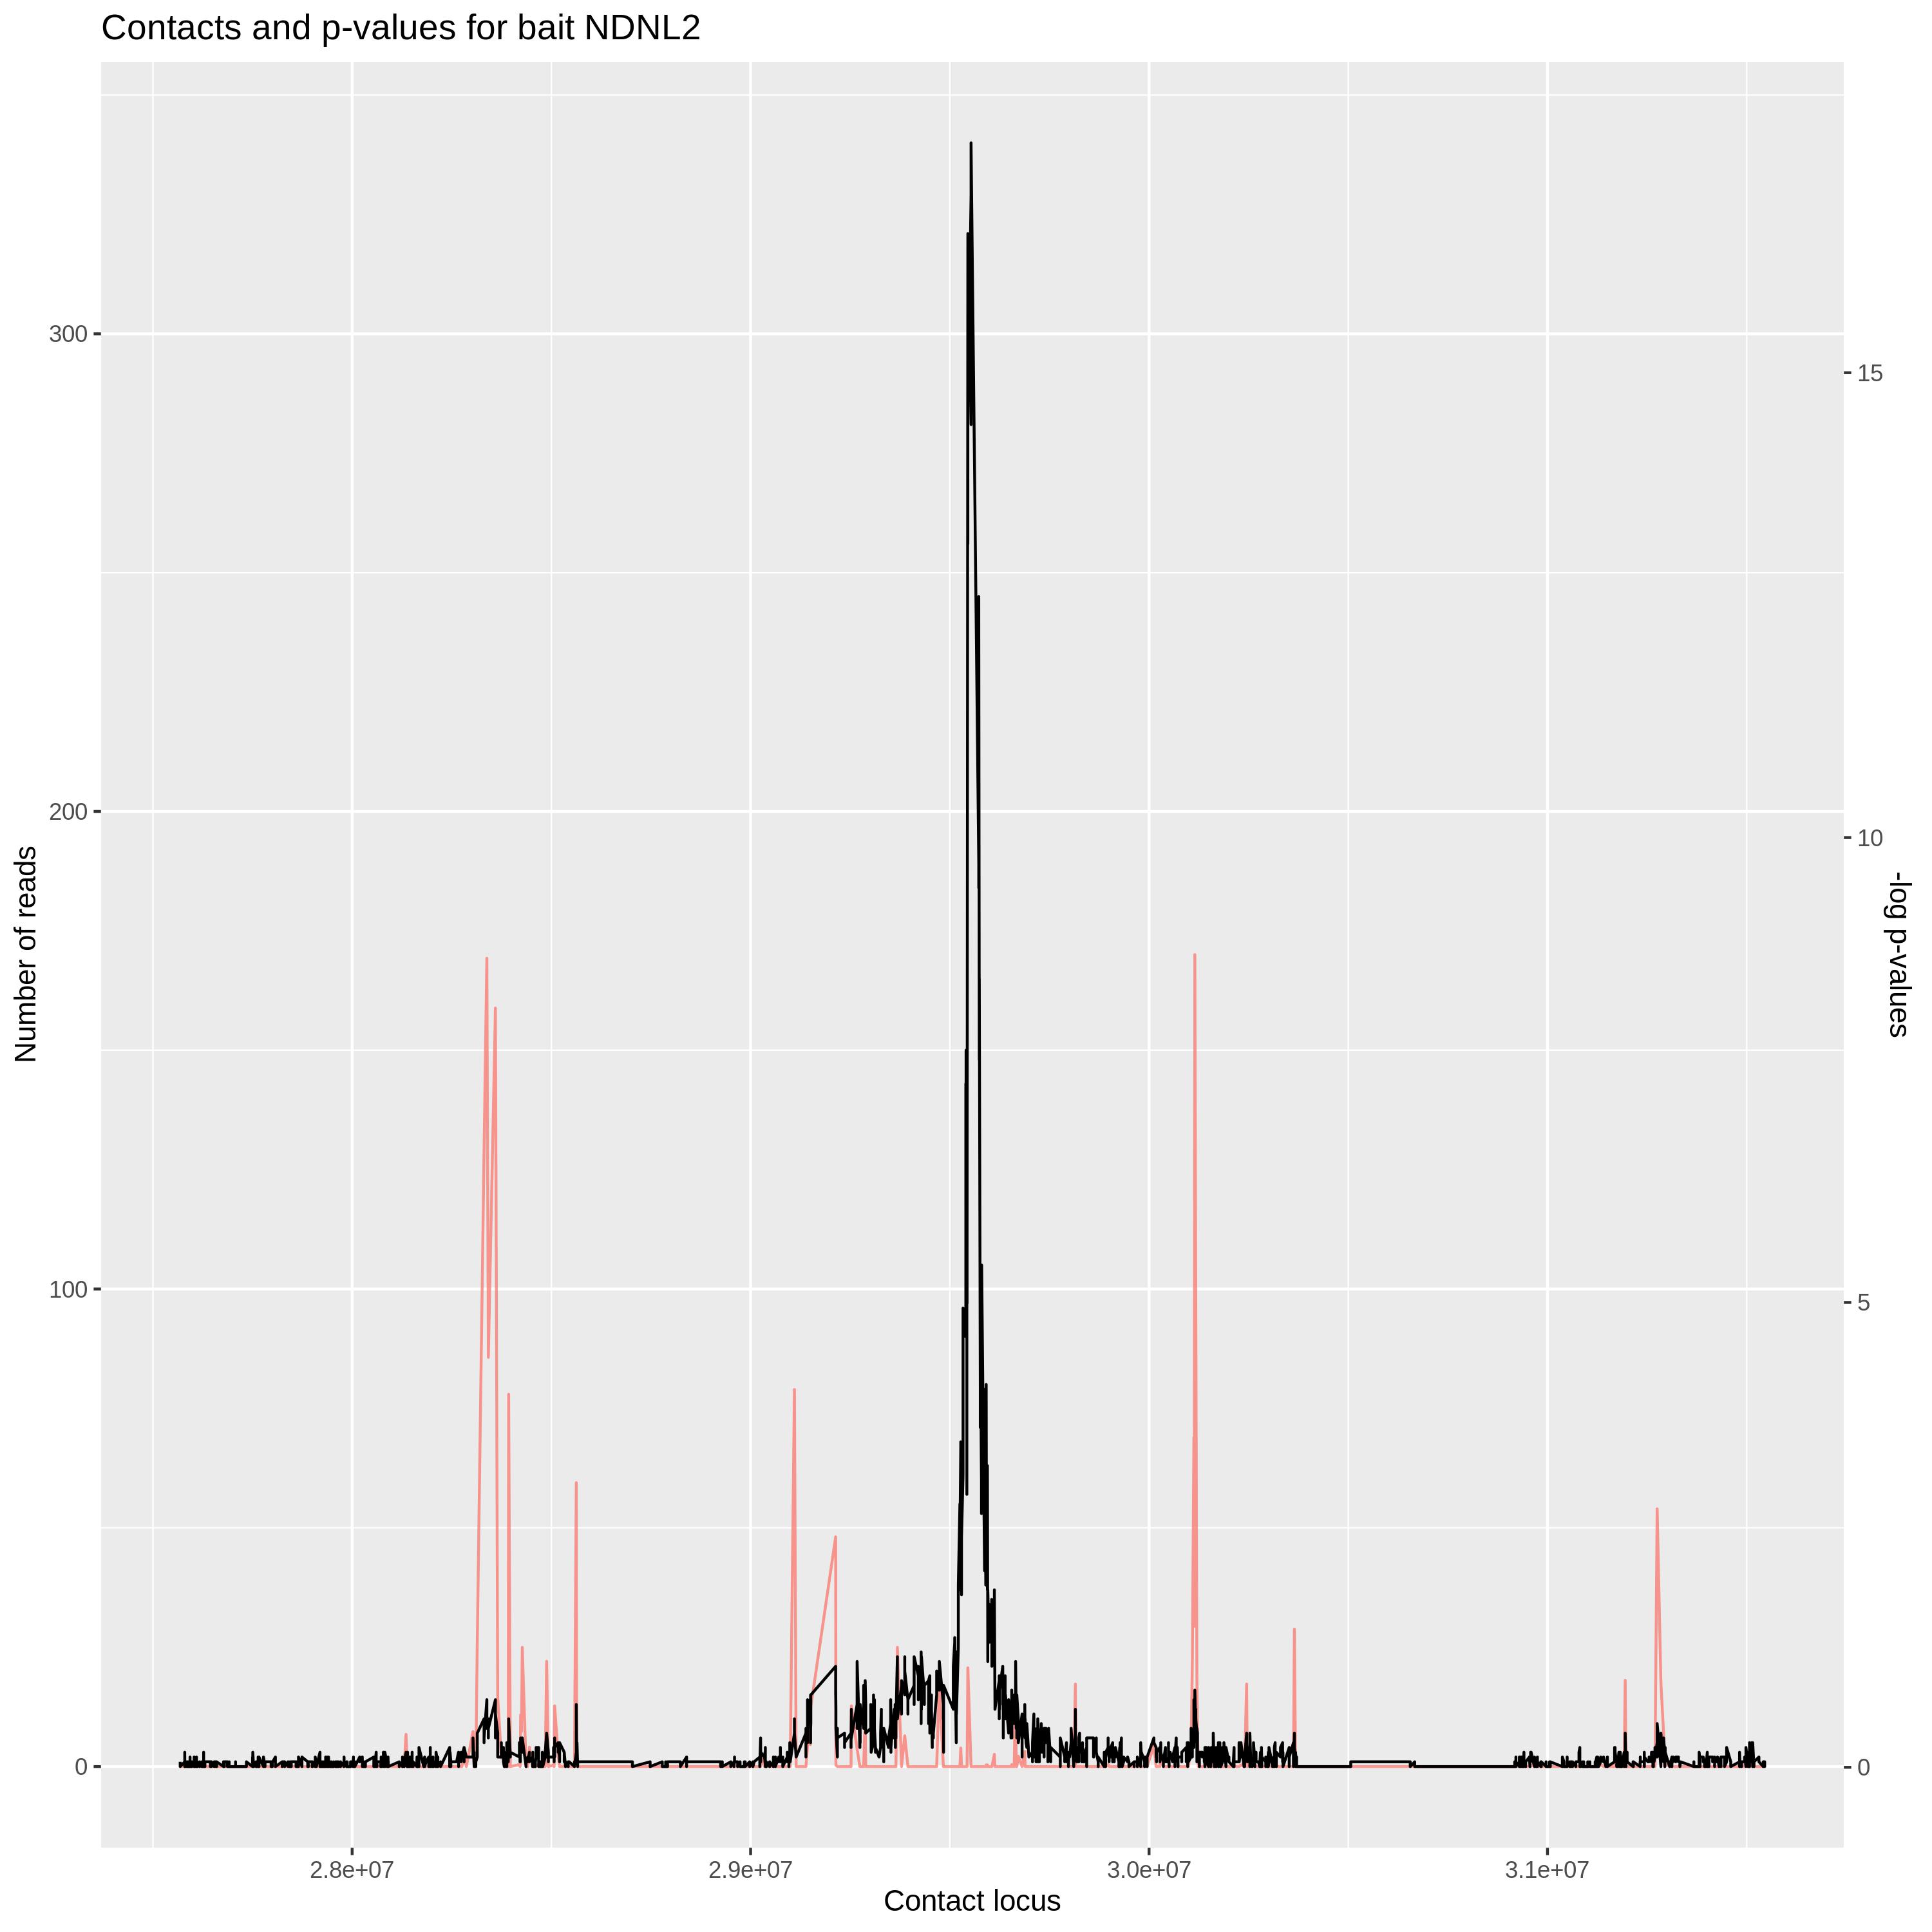 Contacts and p-values for bait NDNL2
Number of reads
300
200
100
0
15
10
5
0
-log p-values
2.8e+07
2.9e+07
3.0e+07
3.1e+07
Contact locus